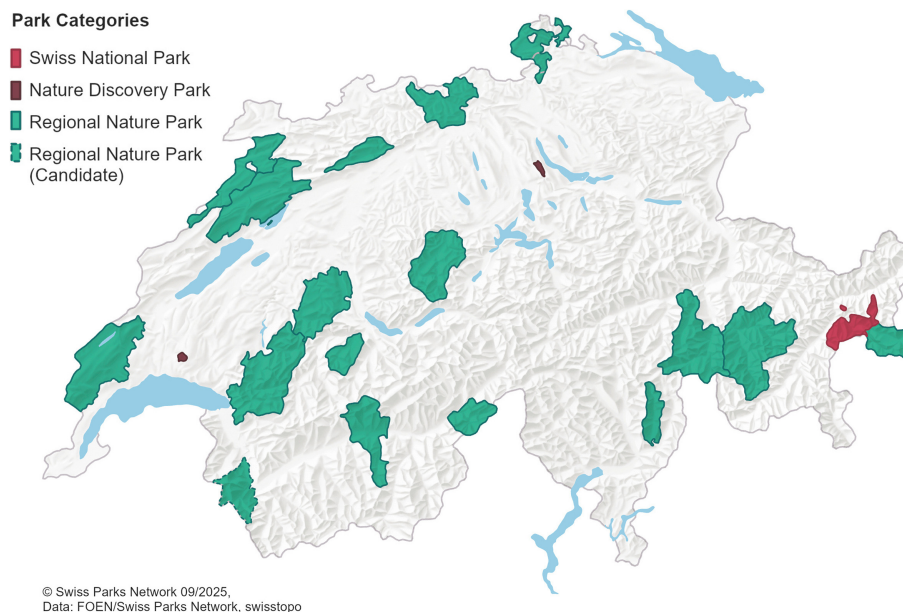 Park Categories
Swiss National Park
Nature Discovery Park
Regional Nature Park
Regional Nature Park
(Candidate)
© Swiss Parks Network 09/2025,
Data: FOEN/Swiss Parks Network, swisstopo